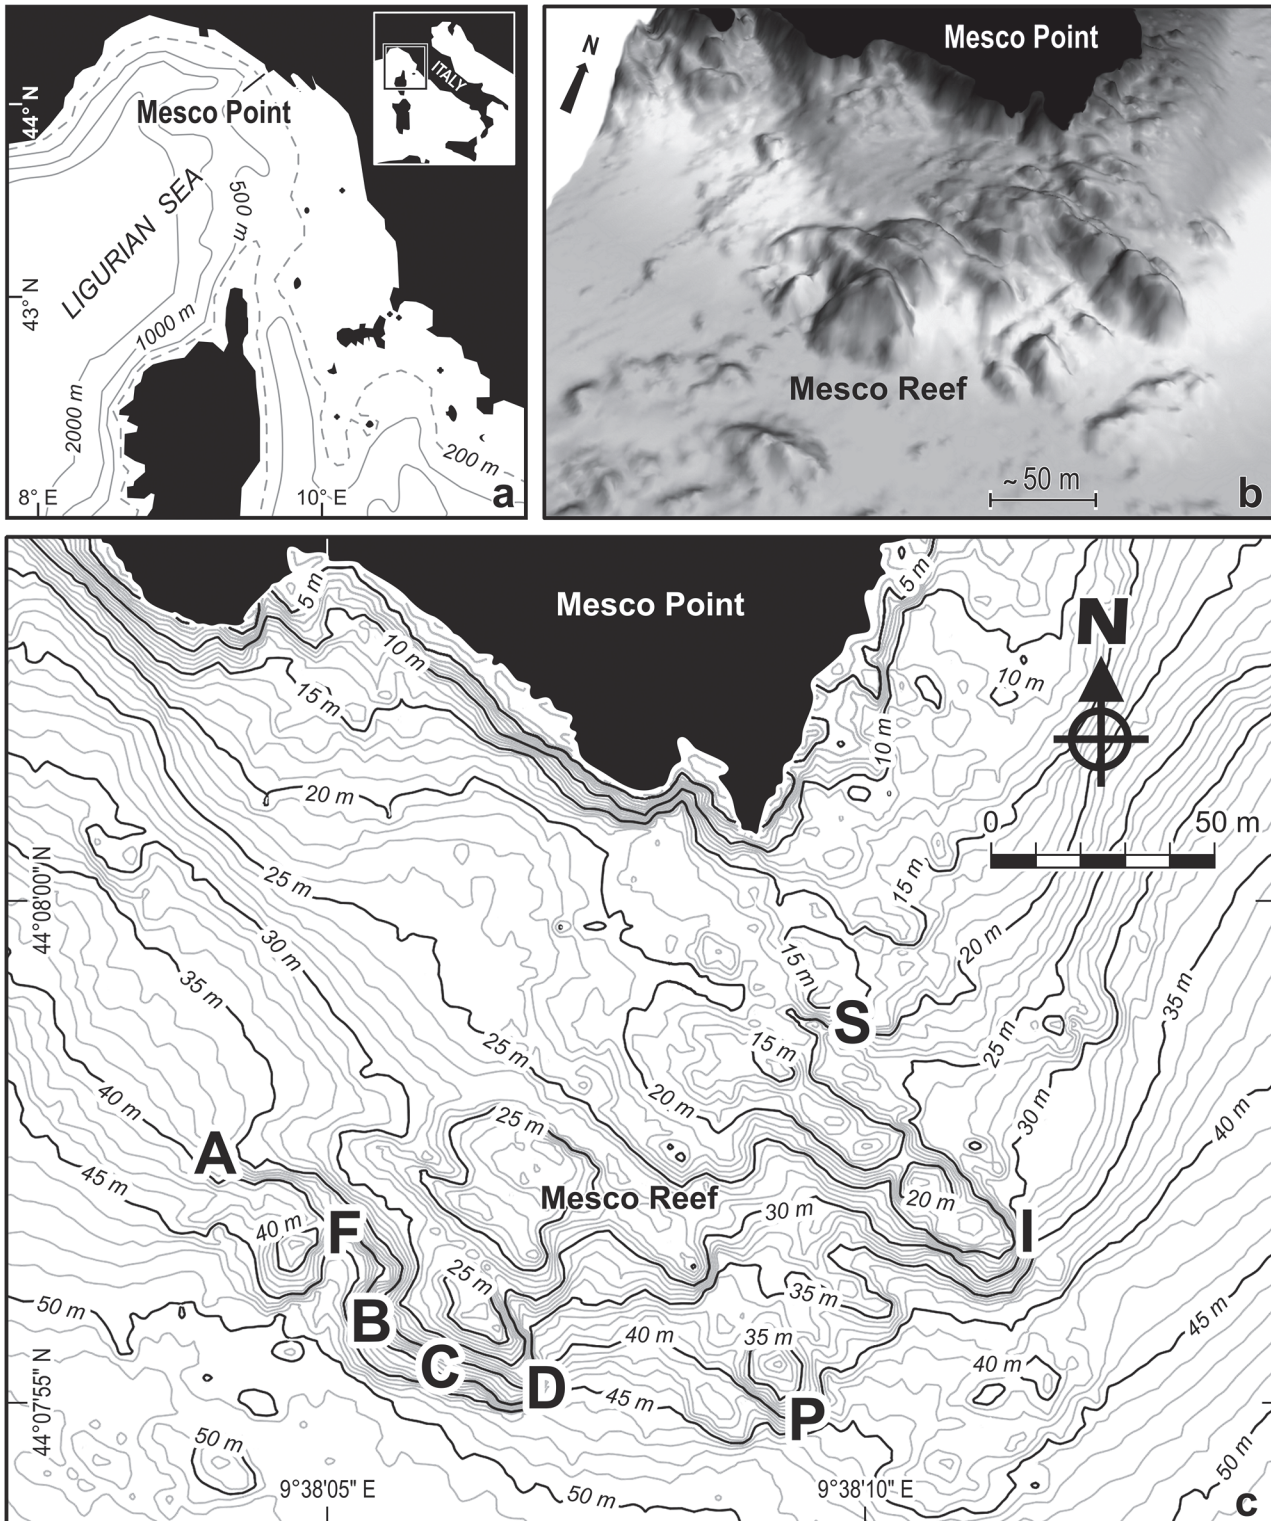 Mesco Point
44° N
ITALY
LIGURIAN SEA
500 m
43° N
1000 m
2000 m
200 m
8° E
10° E
a
N
Mesco Point
Mesco Reef
~ 50 m
b
5 m
Mesco Point
5 m
N
10 m
10 m
15 m
10 m
20 m
0
50 m
44°08'00" N
25 m
15 m
30 m
20 m
15 m
35 m
35 m
S
25 m
25 m
15 m
40 m
20 m
30 m
40 m
25 m
A
45 m
Mesco Reef
20 m
30 m
40 m
F
I
25 m
35 m
50 m
45 m
B
40 m
35 m
C
40 m
D
45 m
P
44°07'55" N
50 m
50 m
9°38'05" E
50 m
9°38'10" E
c